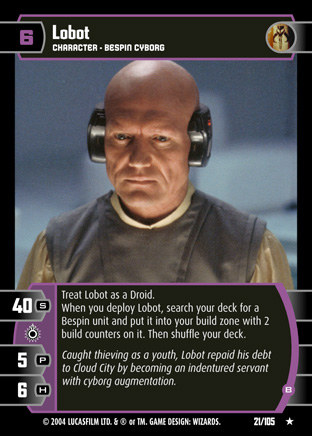 6
Lobot
CHARACTER • BESPIN CYBORG
40 S
Treat Lobot as a Droid.
When you deploy Lobot, search your deck for a
Bespin unit and put it into your build zone with 2
build counters on it. Then shuffle your deck.
5 P
Caught thieving as a youth, Lobot repaid his debt
to Cloud City by becoming an indentured servant
with cyborg augmentation.
6 H
© 2004 LUCASFILM LTD. & ® or TM. GAME DESIGN: WIZARDS.
21/105